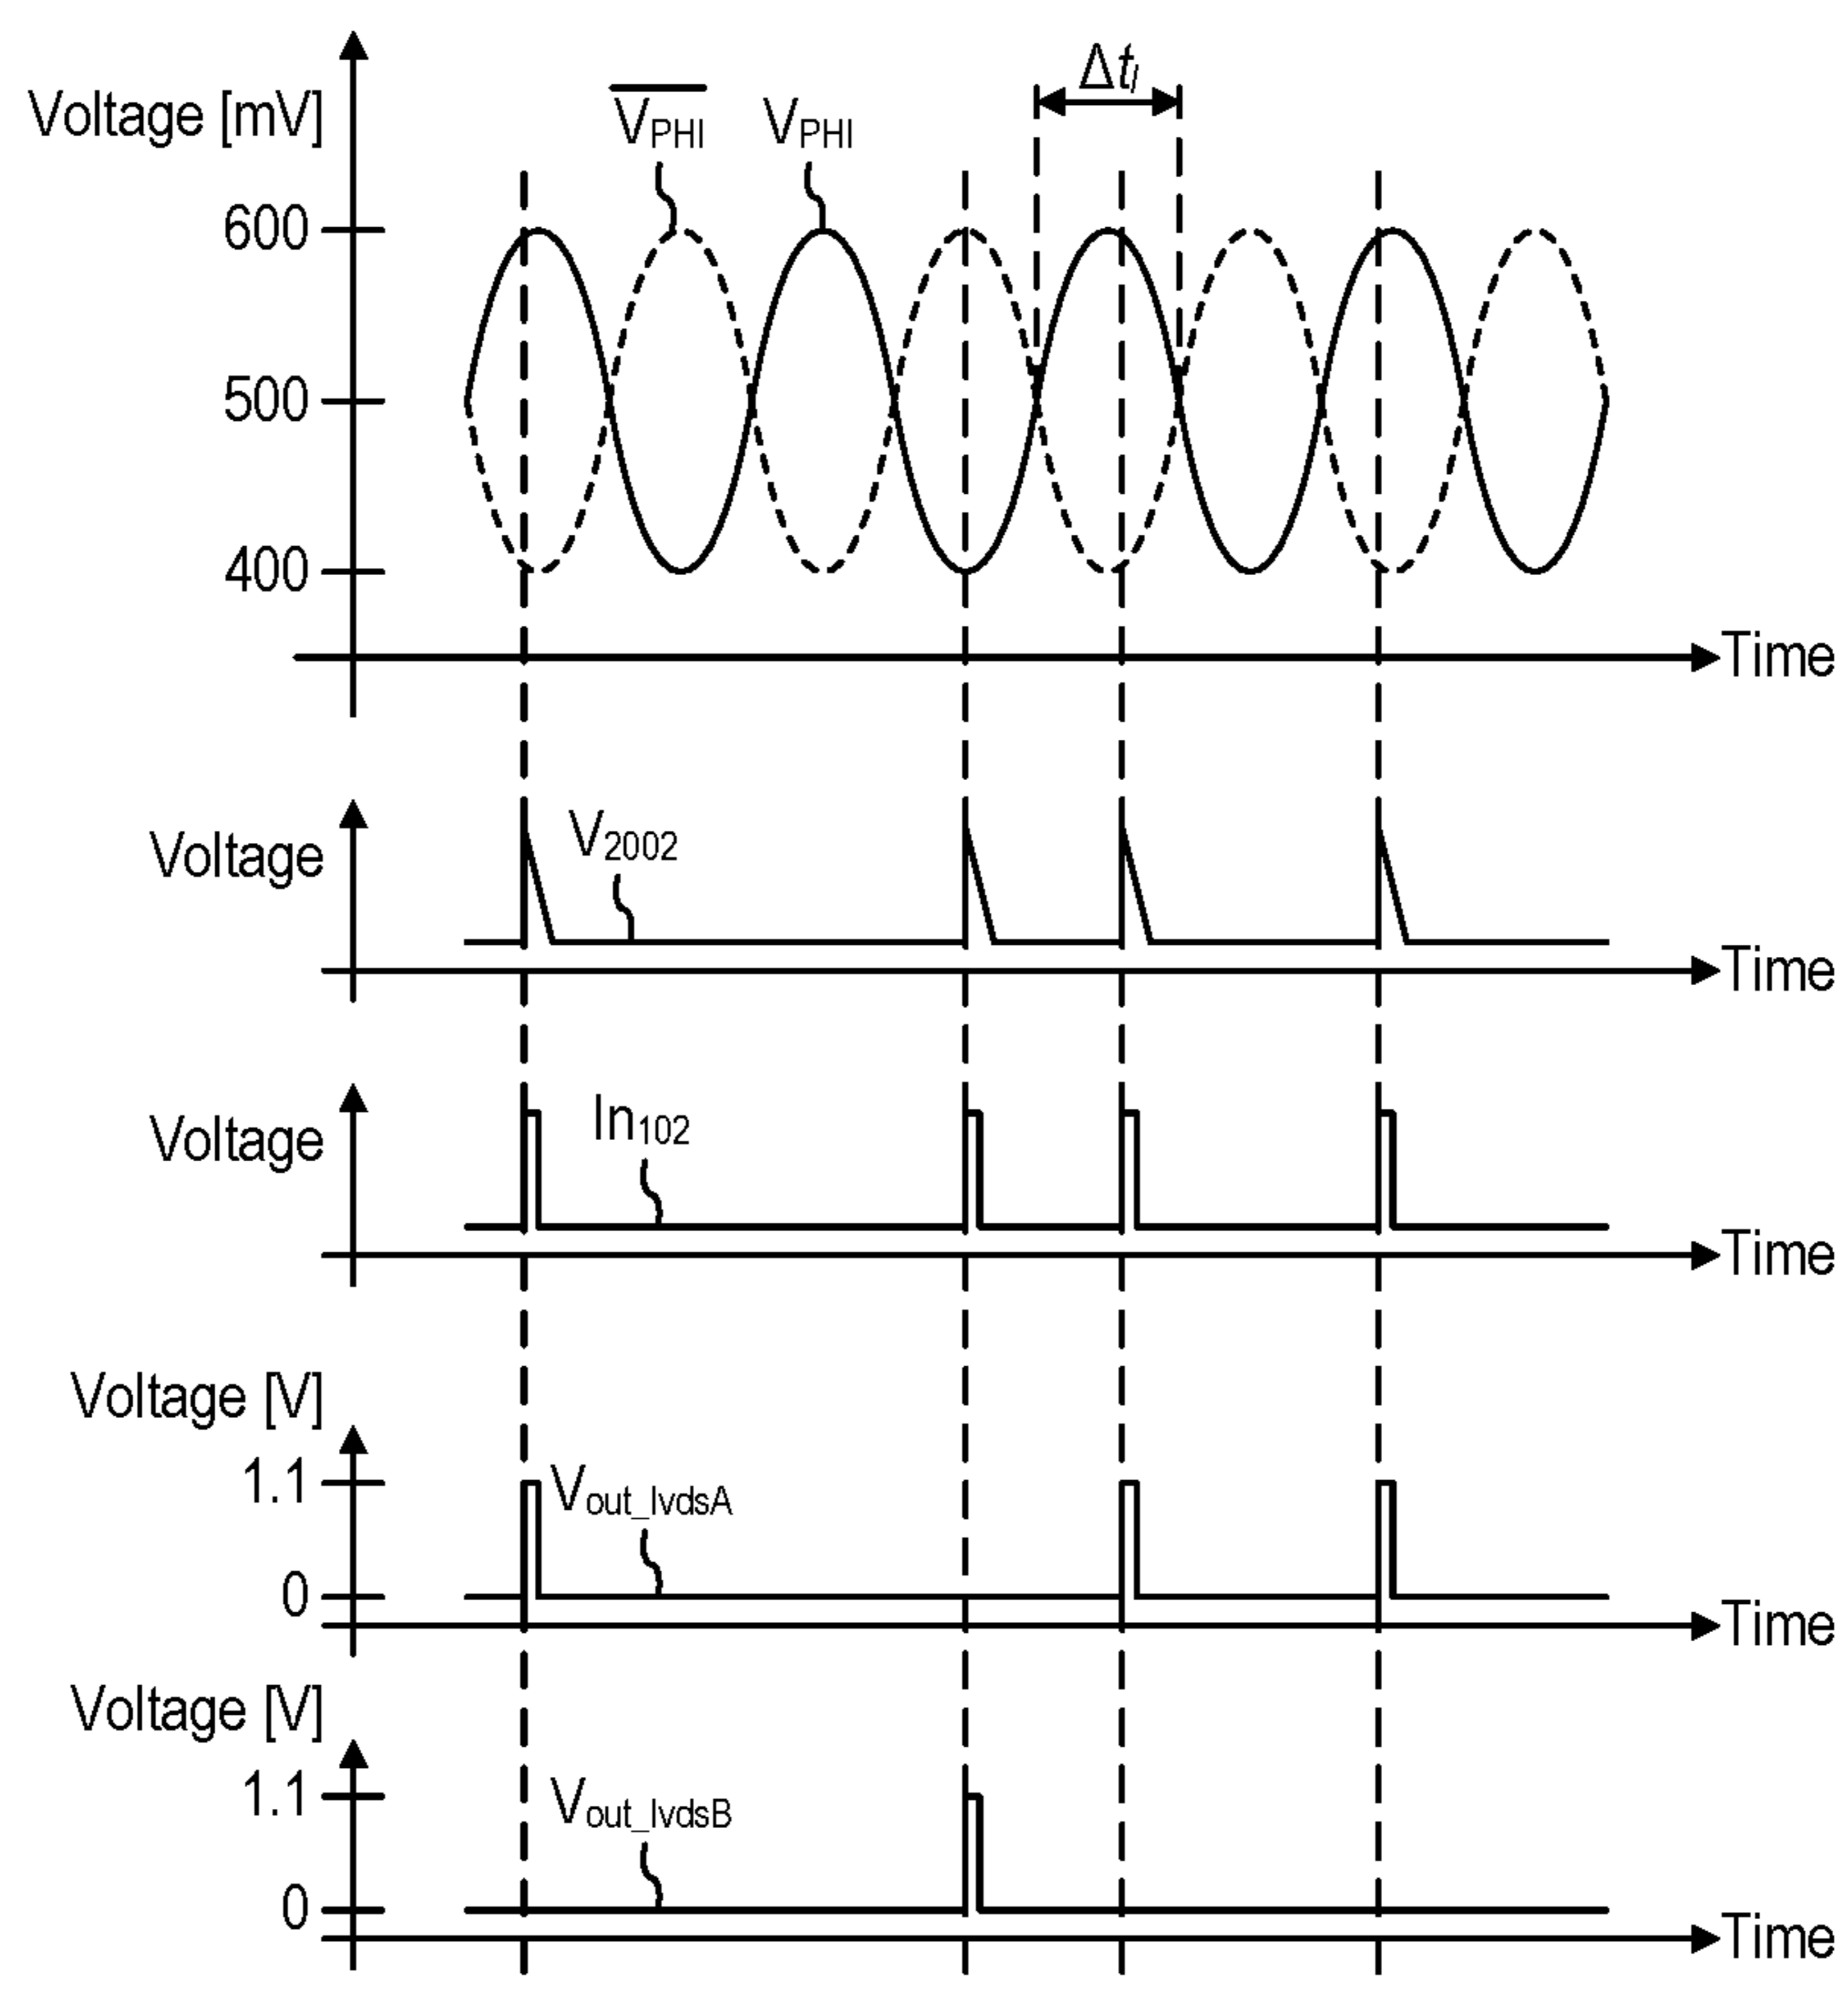 Voltage [mV]
V̅PHI
VPHI
Δtl
600
500
400
Time
Voltage
V2002
Time
Voltage
In102
Time
Voltage [V]
1.1
Vout_lvdsA
0
Time
Voltage [V]
1.1
Vout_lvdsB
0
Time